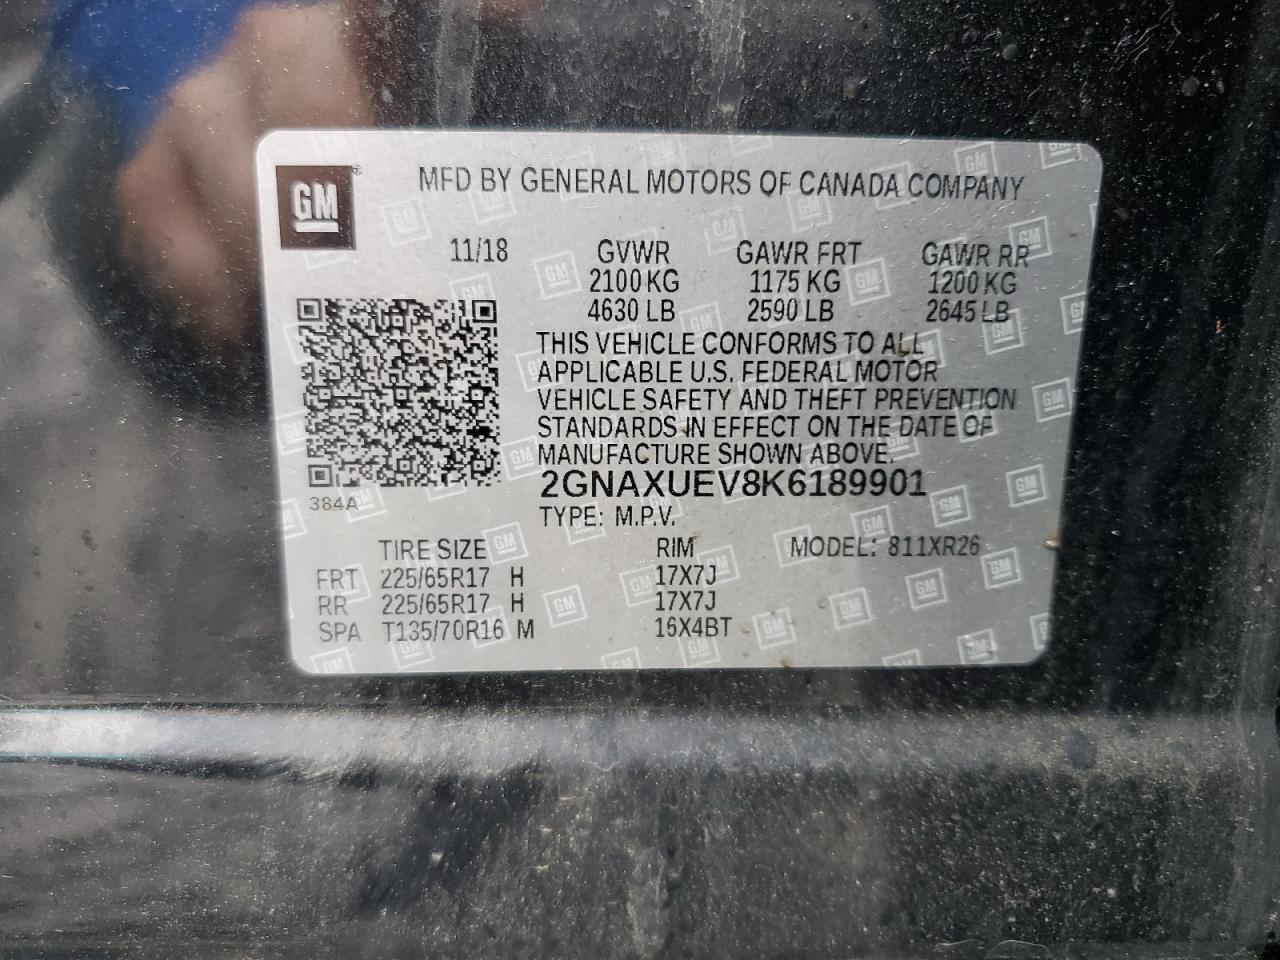 GM
MFD BY GENERAL MOTORS OF CANADA COMPANY
11/18 GVWR GAWR FRT GAWR RR
2100 KG 1175 KG 1200 KG
4630 LB 2590 LB 2645 LB
THIS VEHICLE CONFORMS TO ALL
APPLICABLE U.S. FEDERAL MOTOR
VEHICLE SAFETY AND THEFT PREVENTION
STANDARDS IN EFFECT ON THE DATE OF
MANUFACTURE SHOWN ABOVE.
2GNAXUEV8K6189901
384A
TYPE: M.P.V.
TIRE SIZE RIM MODEL: 811XR26
FRT 225/65R17 H 17X7J
RR 225/65R17 H 17X7J
SPA T135/70R16 M 16X4BT